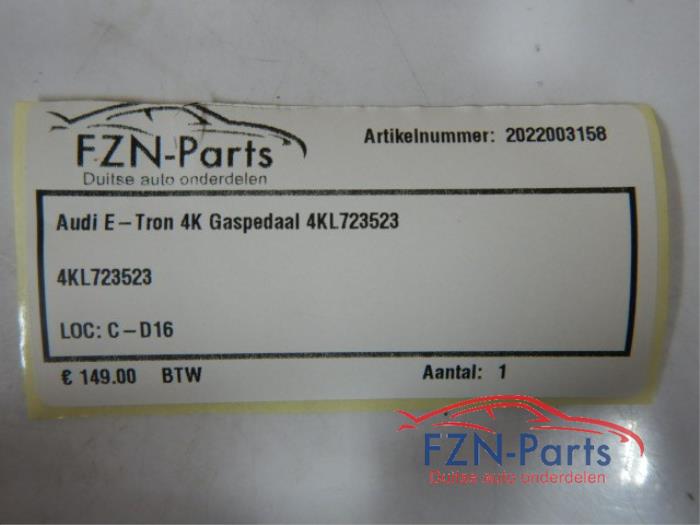 FZN-Parts
Duitse auto onderdelen
Artikelnummer: 2022003158
Audi E-Tron 4K Gaspedaal 4KL723523
4KL723523
LOC: C-D16
€ 149.00 BTW
Aantal: 1
FZN-Parts
Duitse auto onderdelen